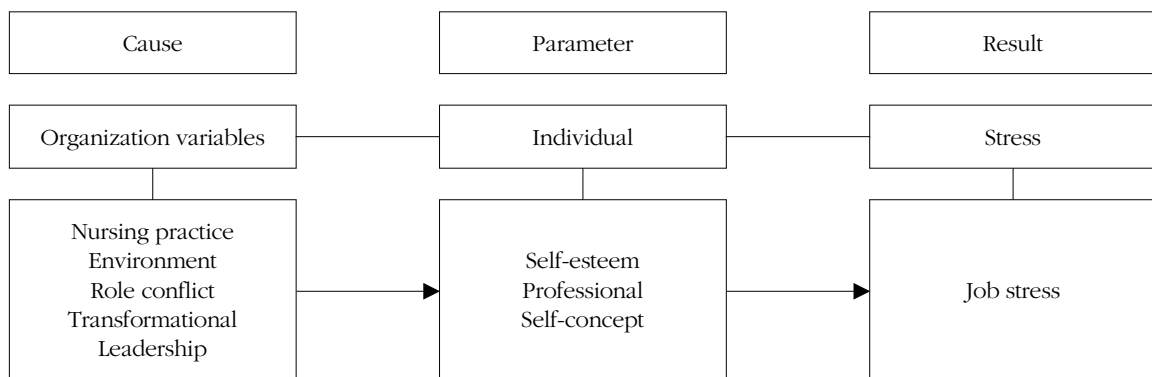 Cause
Parameter
Result
Organization variables
Individual
Stress
Nursing practice
Environment
Role conflict
Transformational
Leadership
Self-esteem
Professional
Self-concept
Job stress